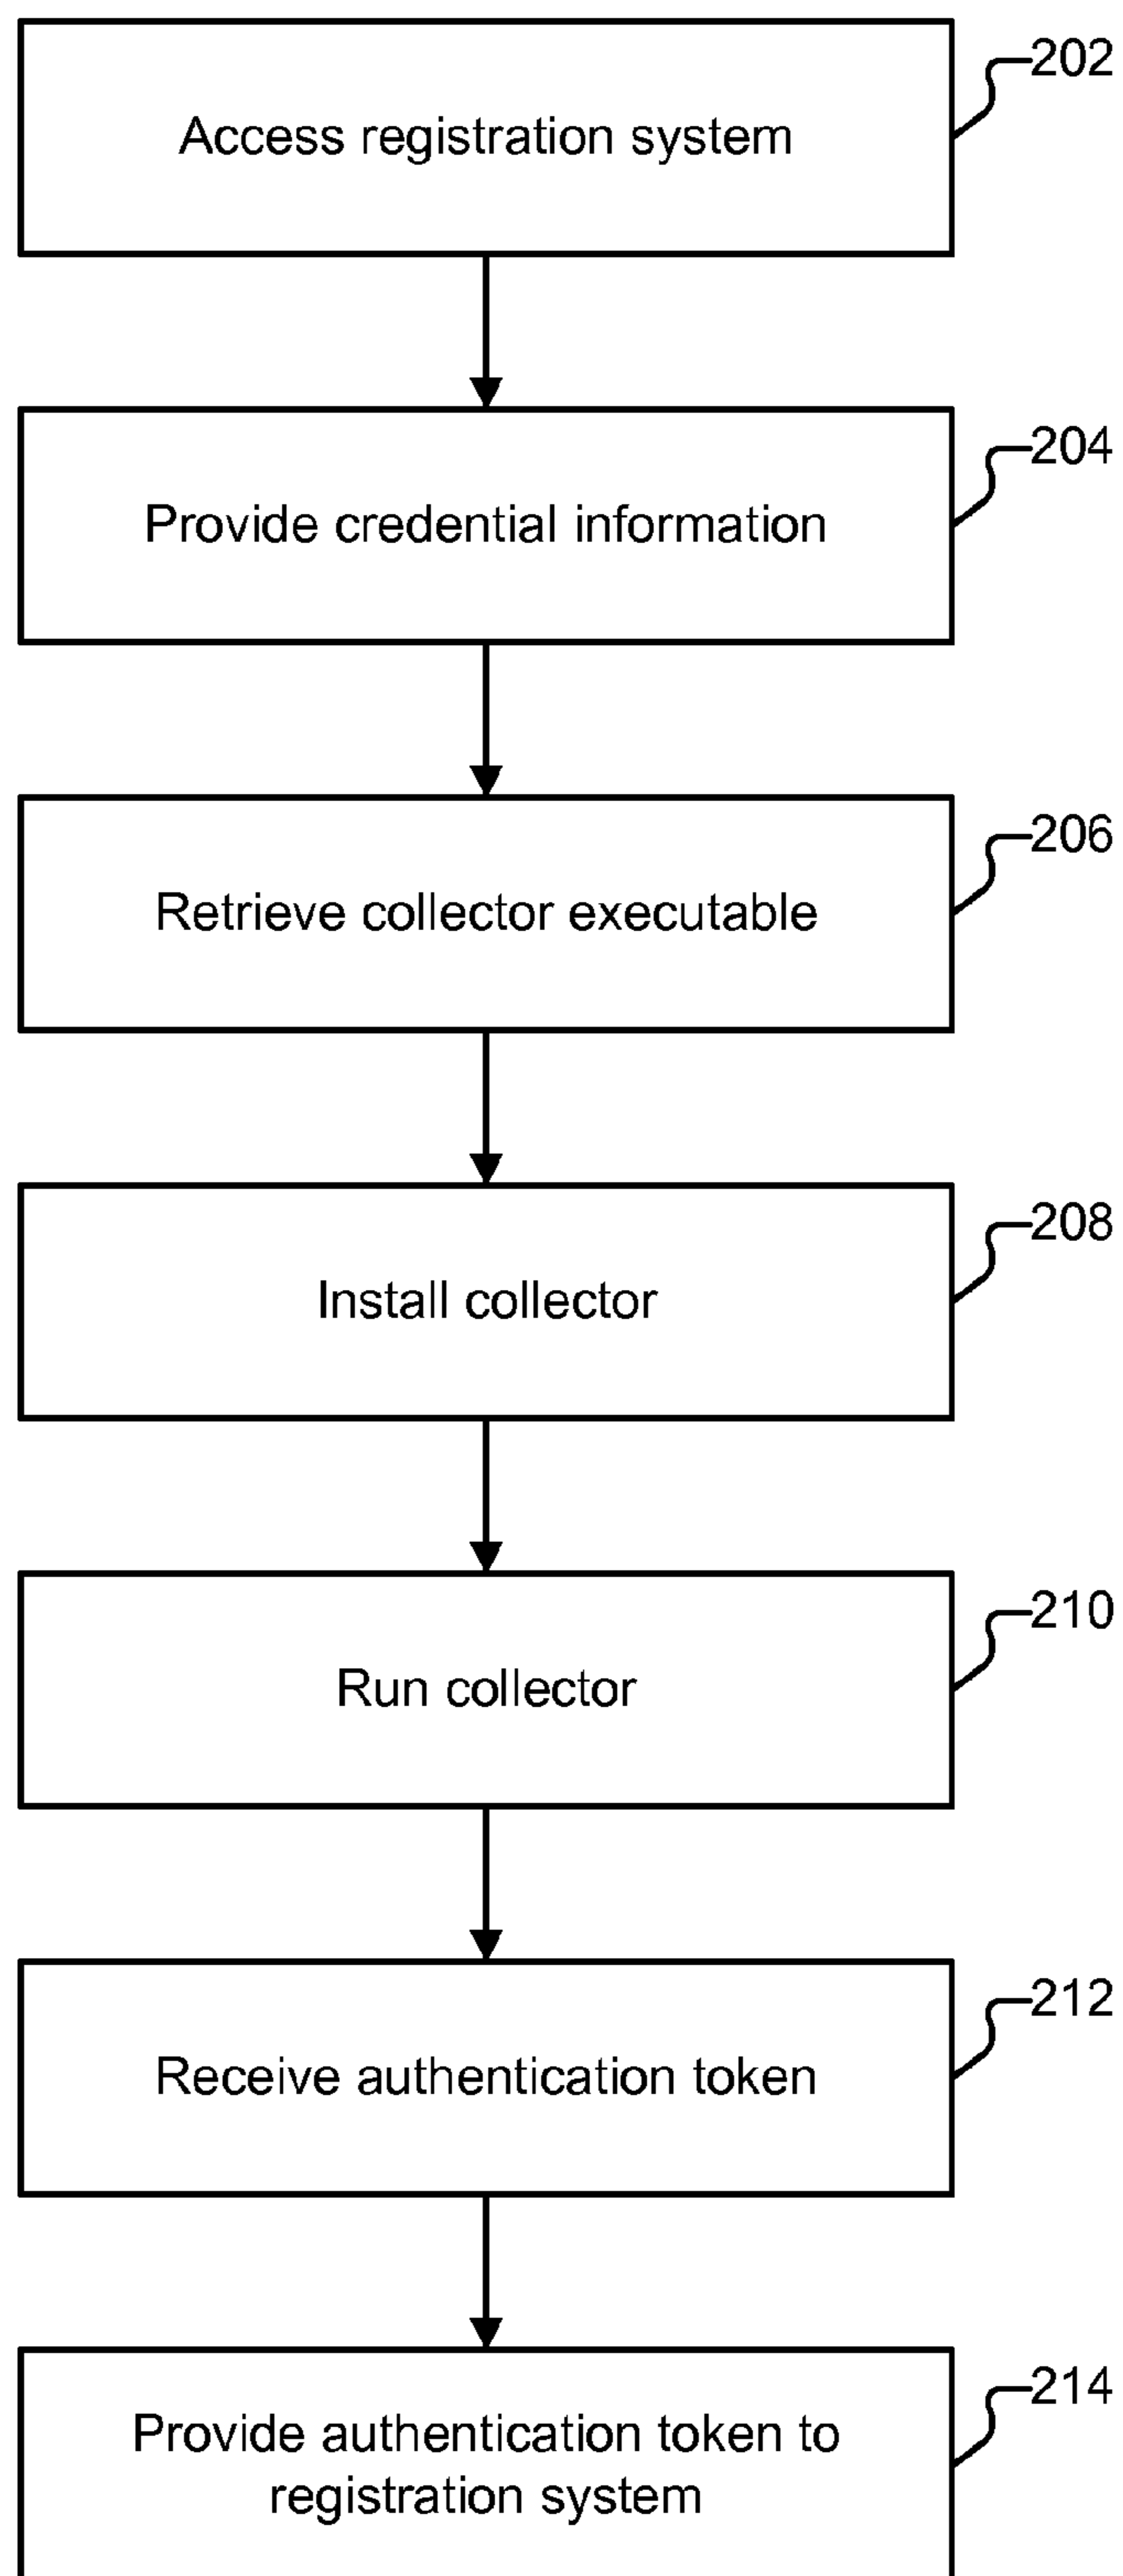 Access registration system
202
Provide credential information
204
Retrieve collector executable
206
Install collector
208
Run collector
210
Receive authentication token
212
Provide authentication token to
registration system
214